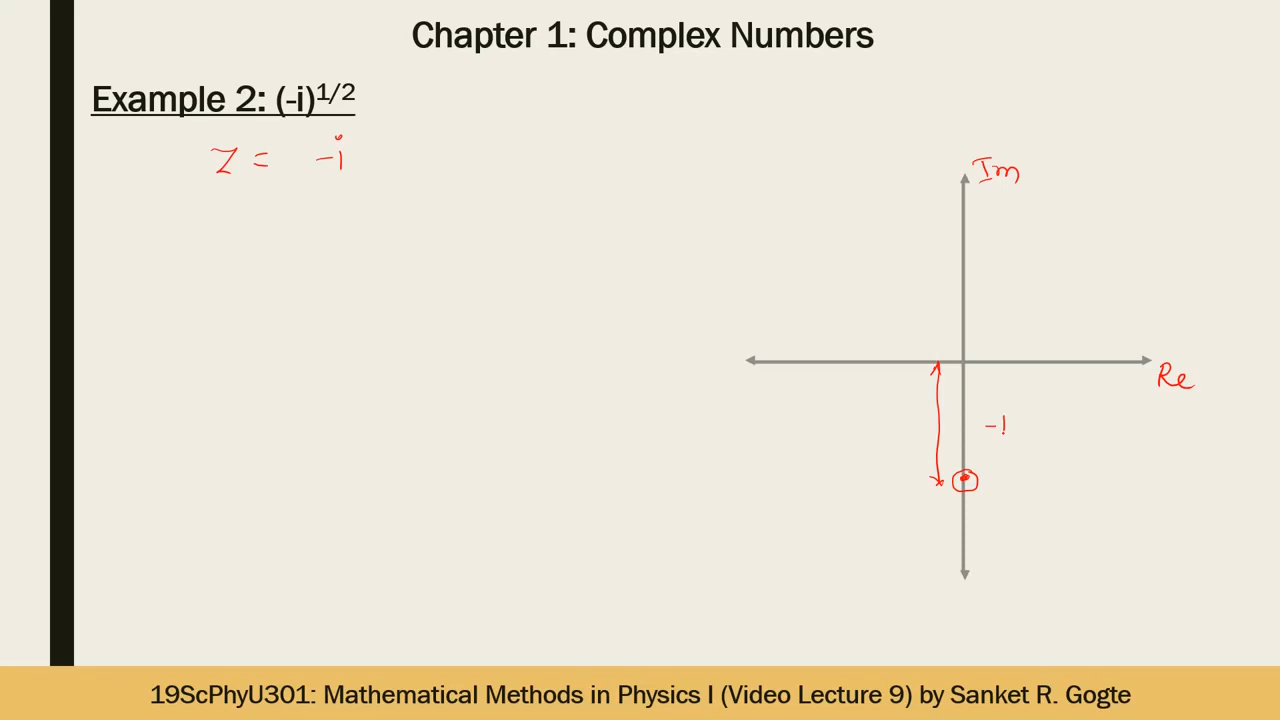 Chapter 1: Complex Numbers
Example 2: (-i)^1/2
Z = -i
Im
Re
-1
19ScPhyU301: Mathematical Methods in Physics I (Video Lecture 9) by Sanket R. Gogte